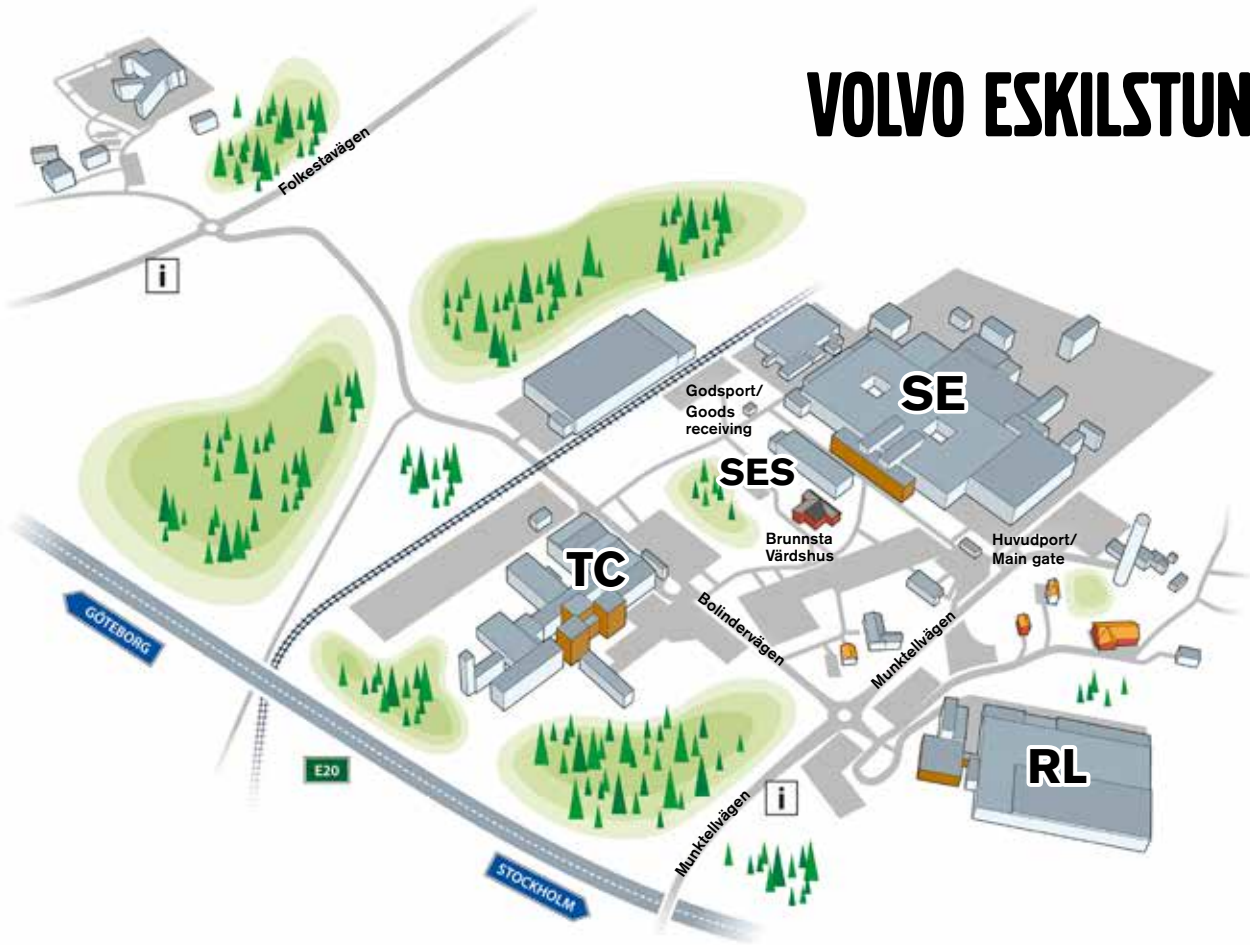 VOLVO ESKILSTUN
Folkestavägen
i
SE
Godsport/
Goods
receiving
SES
Brunnsta
Värdshus
Huvudport/
Main gate
TC
Bolindervägen
Munktellvägen
GÖTEBORG
E20
RL
i
Munktellvägen
STOCKHOLM